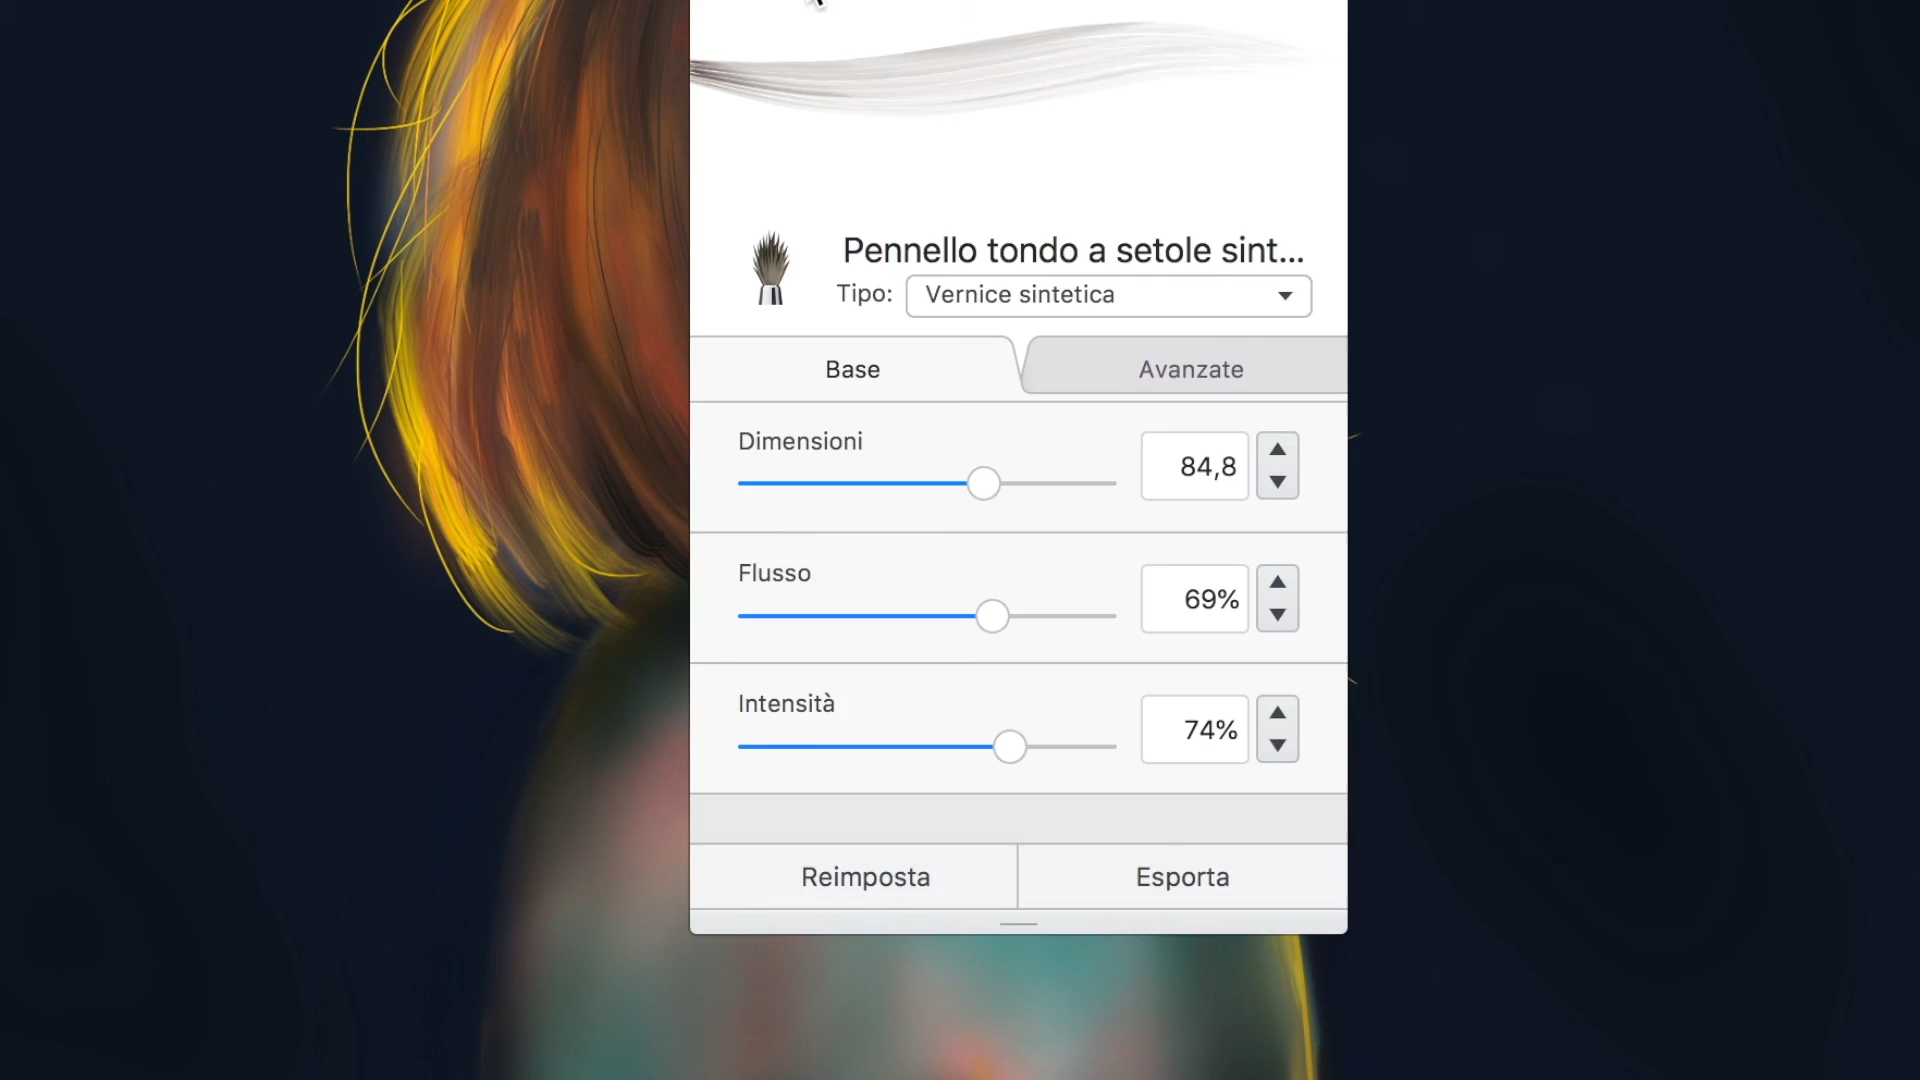 Pennello tondo a setole sint...
Tipo: Vernice sintetica
Base Avanzate
Dimensioni
84,8
Flusso
69%
Intensità
74%
Reimposta Esporta